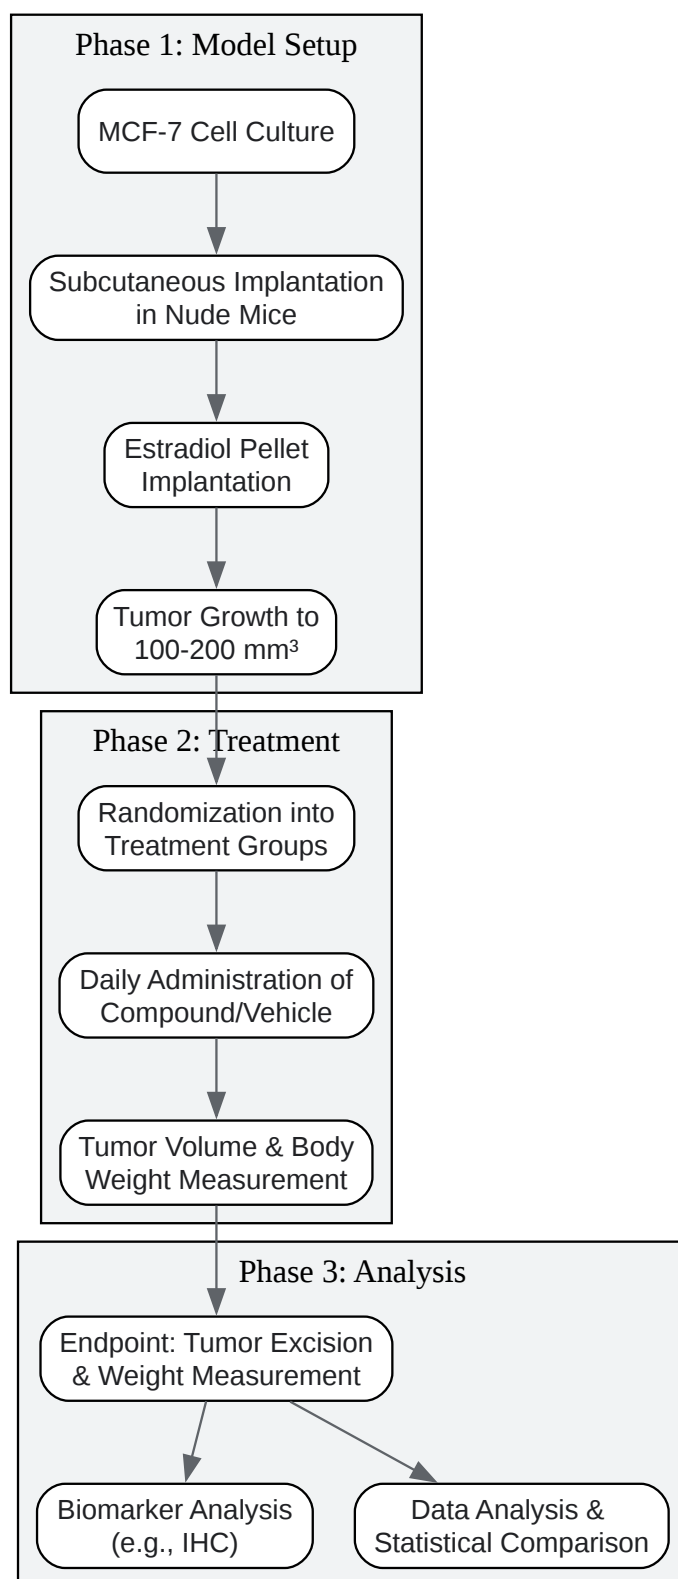 Phase 1: Model Setup
MCF-7 Cell Culture
Subcutaneous Implantation
in Nude Mice
Estradiol Pellet
Implantation
Tumor Growth to
100-200 mm³
Phase 2: Treatment
Randomization into
Treatment Groups
Daily Administration of
Compound/Vehicle
Tumor Volume & Body
Weight Measurement
Phase 3: Analysis
Endpoint: Tumor Excision
& Weight Measurement
Biomarker Analysis
(e.g., IHC)
Data Analysis &
Statistical Comparison